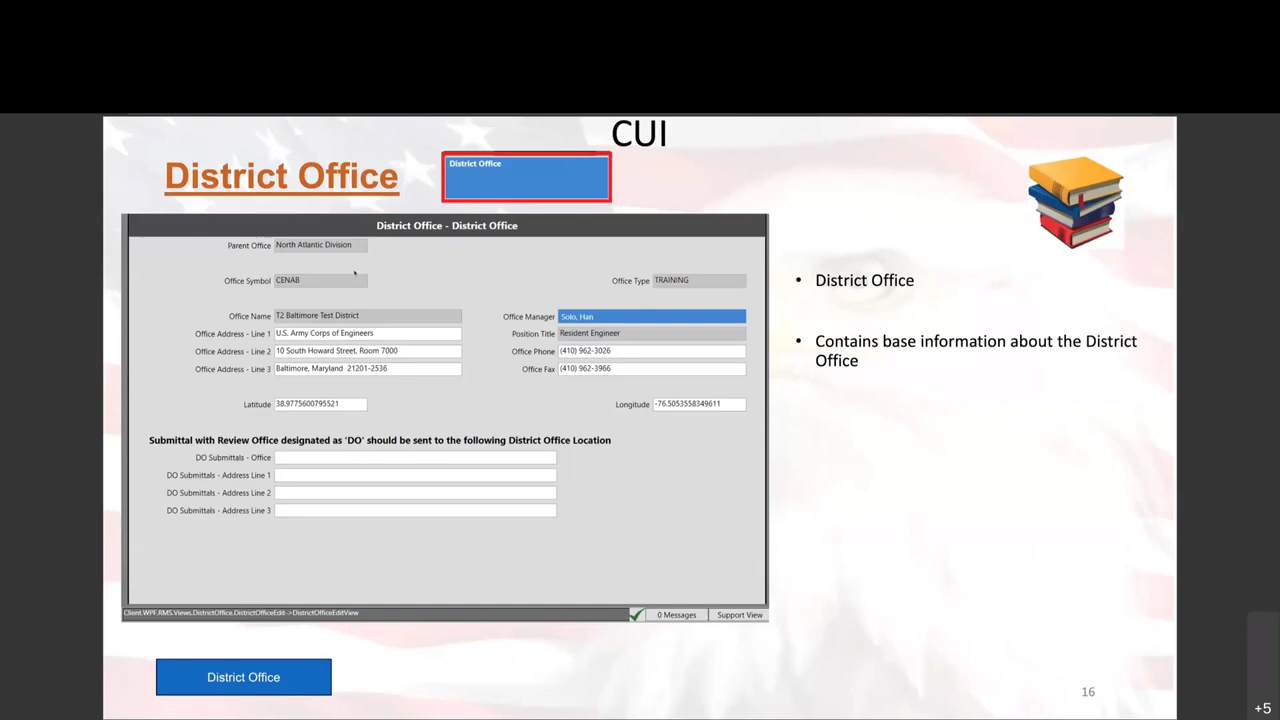 CUI
District Office
District Office
District Office - District Office
Parent Office North Atlantic Division
Office Symbol CENAB Office Type TRAINING
Office Name T2 Baltimore Test District Office Manager Solo, Han
Office Address - Line 1 U.S. Army Corps of Engineers Position Title Resident Engineer
Office Address - Line 2 10 South Howard Street, Room 7000 Office Phone (410) 962-3026
Office Address - Line 3 Baltimore, Maryland 21201-2536 Office Fax (410) 962-3966
Latitude 38.9775600795521 Longitude -76.5053558349611
Submittal with Review Office designated as 'DO' should be sent to the following District Office Location
DO Submittals - Office
DO Submittals - Address Line 1
DO Submittals - Address Line 2
DO Submittals - Address Line 3
Client.WPF.RMS.Views.DistrictOffice.DistrictOfficeEdit->DistrictOfficeEditView
0 Messages Support View
• District Office
• Contains base information about the District
Office
District Office
16
+5